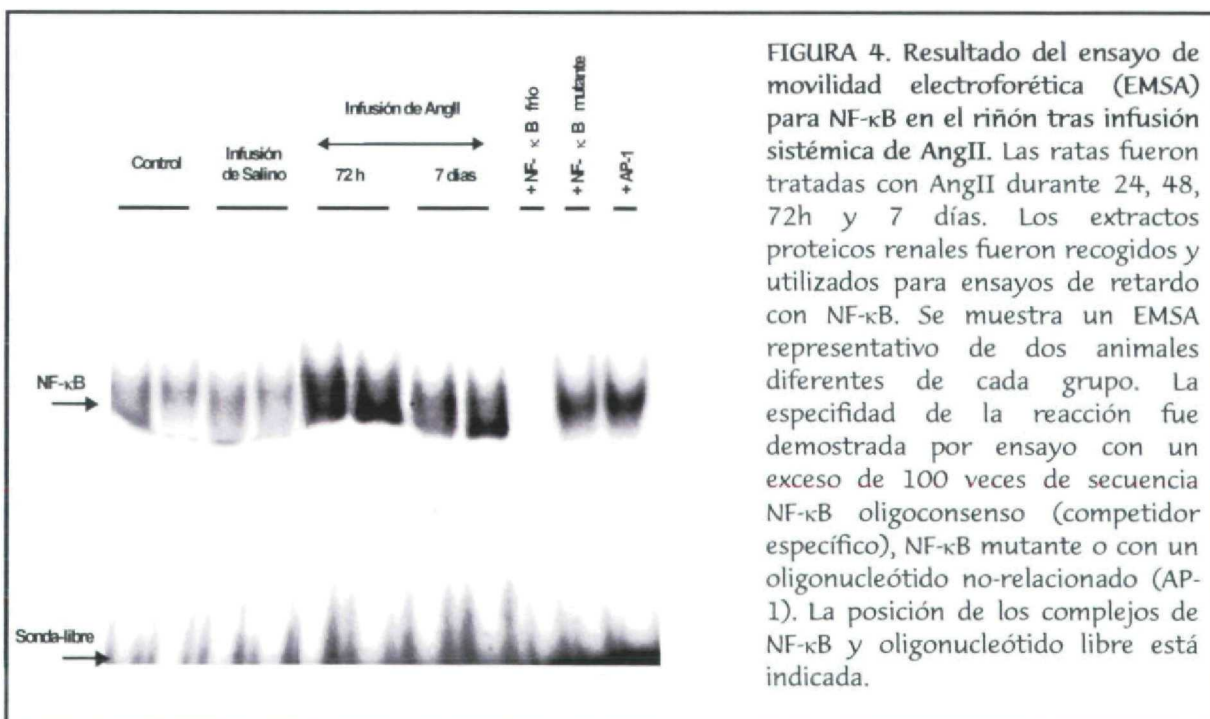 Control
Infusión
de Salino
Infusión de AngII
72 h
7 dias
+ NF- κ B frío
+ NF- κ B mutante
+ AP-1
NF-κB
Sonda-libre
FIGURA 4. Resultado del ensayo de
movilidad electroforética (EMSA)
para NF-κB en el riñón tras infusión
sistémica de AngII. Las ratas fueron
tratadas con AngII durante 24, 48,
72h y 7 días. Los extractos
proteicos renales fueron recogidos y
utilizados para ensayos de retardo
con NF-κB. Se muestra un EMSA
representativo de dos animales
diferentes de cada grupo. La
especifidad de la reacción fue
demostrada por ensayo con un
exceso de 100 veces de secuencia
NF-κB oligoconsenso (competidor
específico), NF-κB mutante o con un
oligonucleótido no-relacionado (AP-
1). La posición de los complejos de
NF-κB y oligonucleótido libre está
indicada.